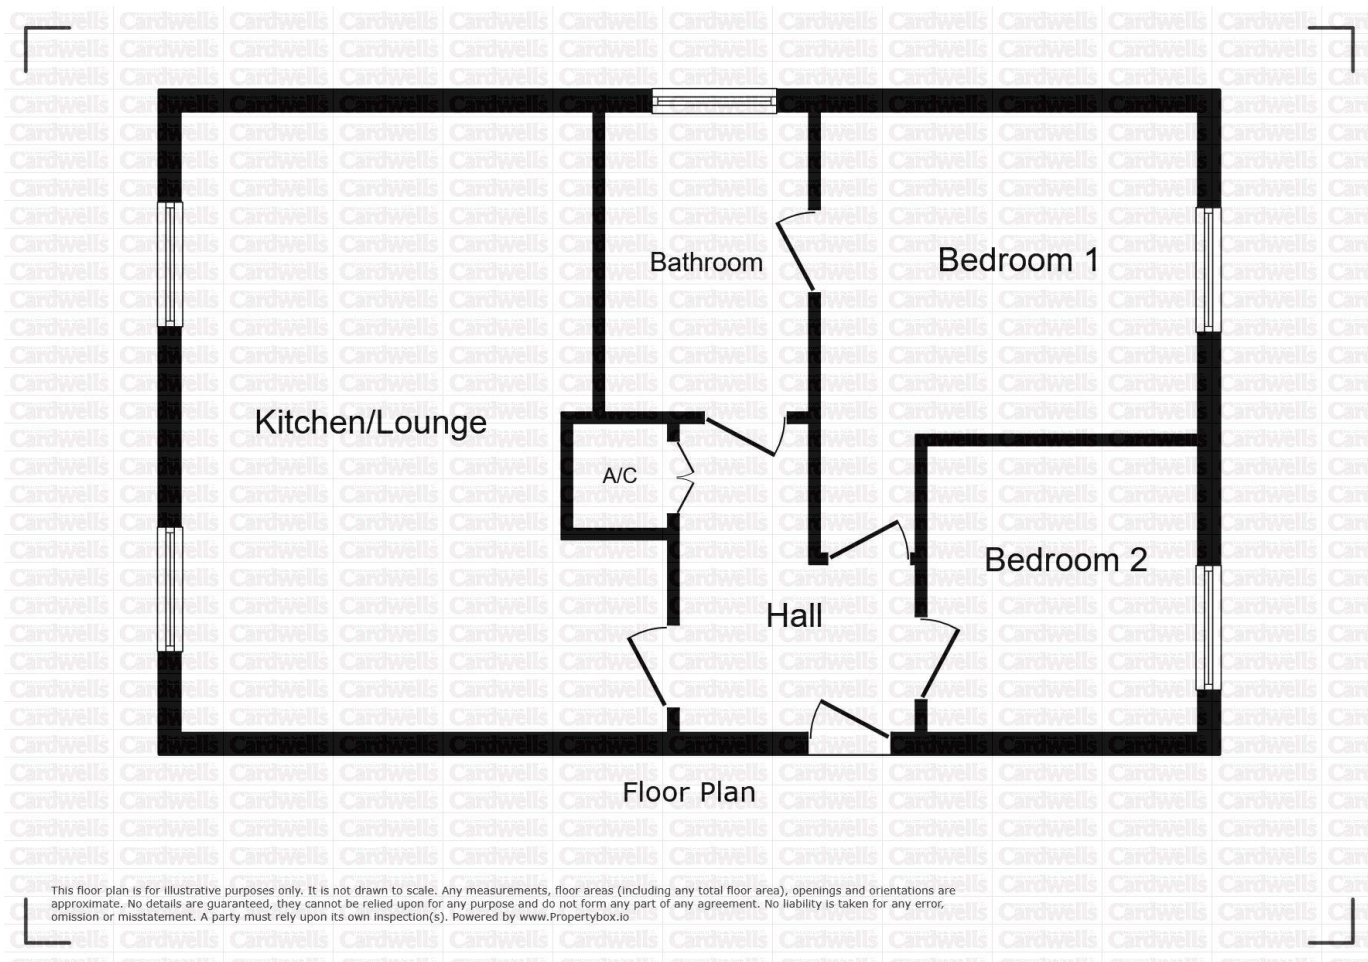 Bathroom
Bedroom 1
Kitchen/Lounge
A/C
Bedroom 2
Hall
Floor Plan
This floor plan is for illustrative purposes only. It is not drawn to scale. Any measurements, floor areas (including any total floor area), openings and orientations are
approximate. No details are guaranteed, they cannot be relied upon for any purpose and do not form any part of any agreement. No liability is taken for any error,
omission or misstatement. A party must rely upon its own inspection(s). Powered by www.Propertybox.io
Cardwells